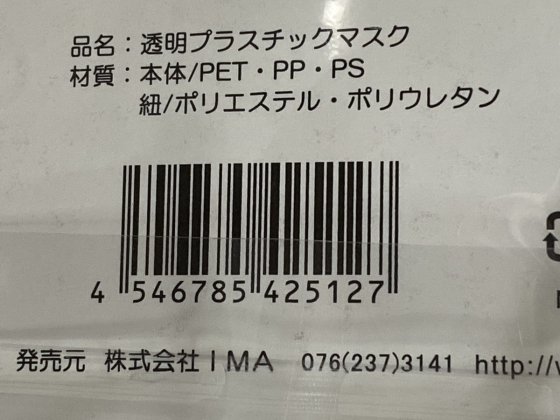 品名：透明プラスチックマスク
材質：本体/PET・PP・PS
紐/ポリエステル・ポリウレタン
4 546785 425127
発売元 株式会社IMA 076(237)3141 http://